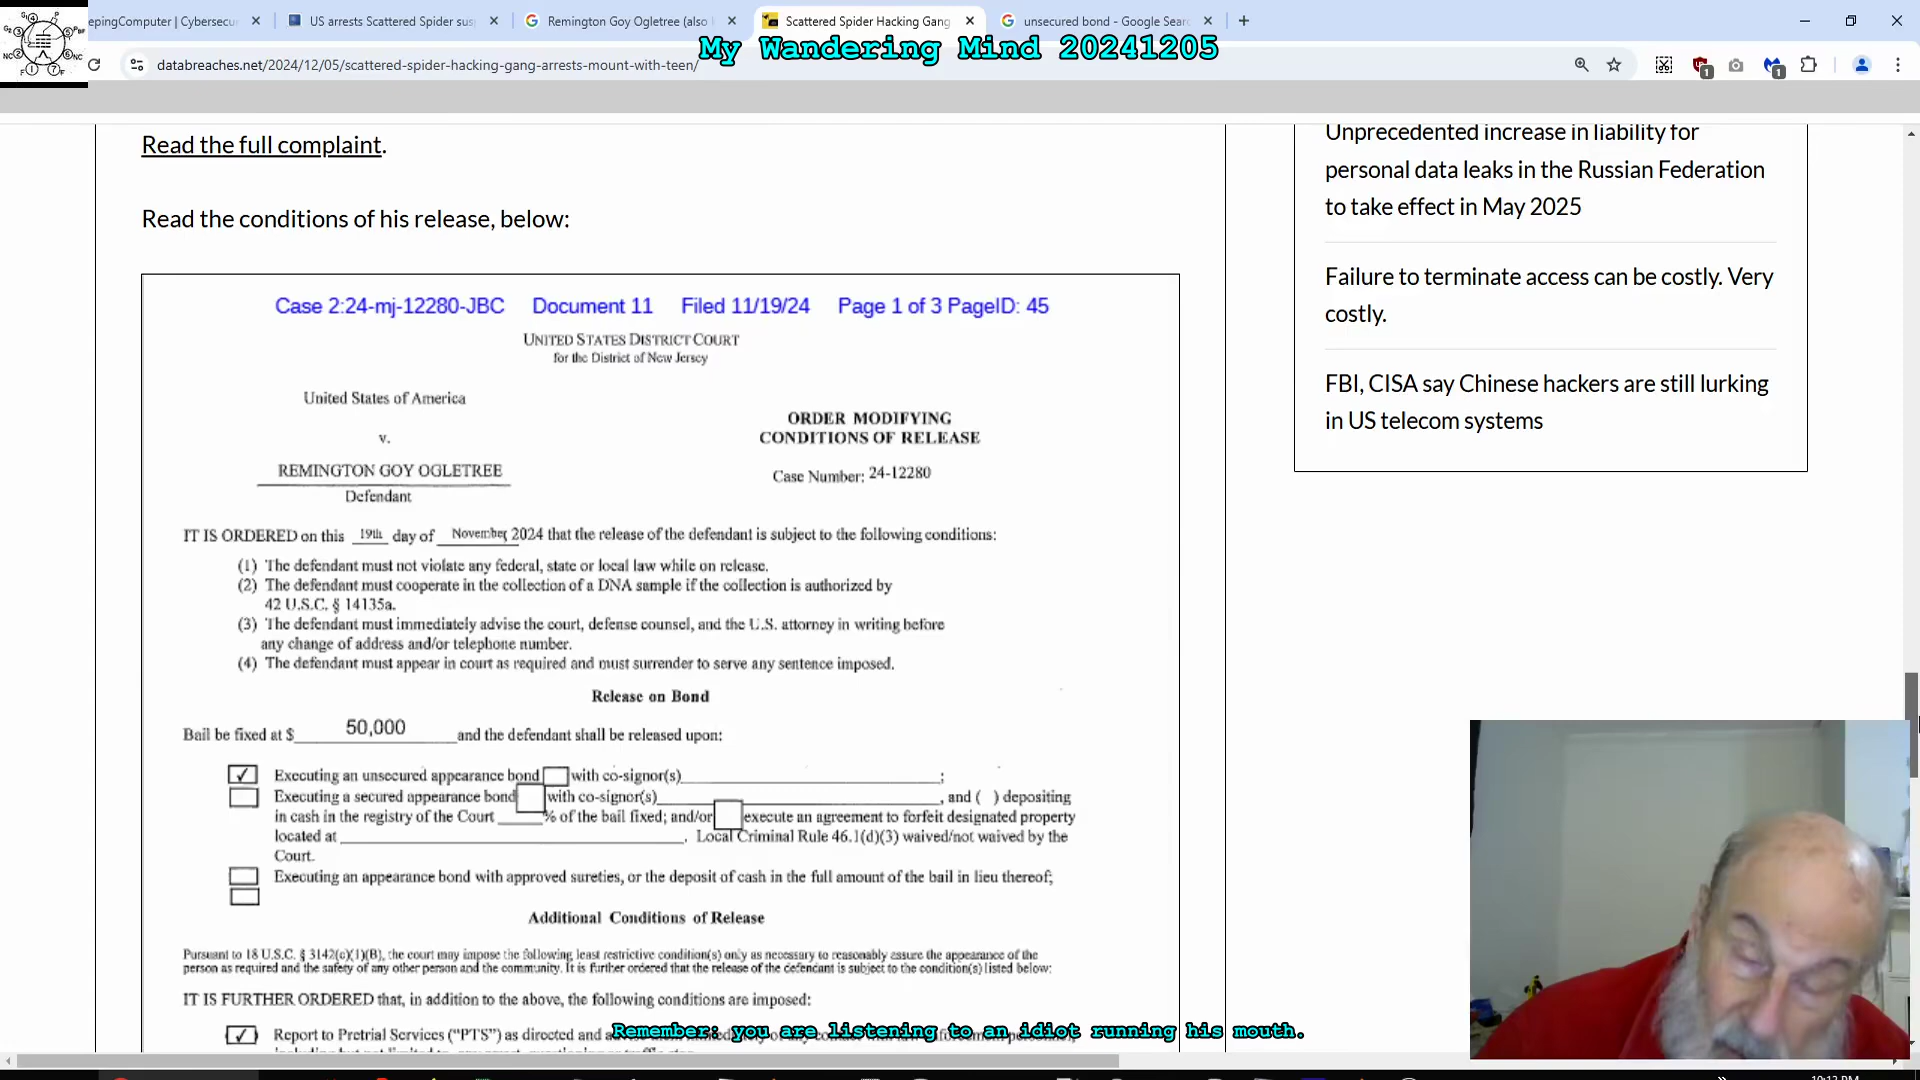 epingComputer | Cybersecur
US arrests Scattered Spider sus
Remington Goy Ogletree (also k
Scattered Spider Hacking Gang
unsecured bond - Google Searc
My Wandering Mind 20241205
databreaches.net/2024/12/05/scattered-spider-hacking-gang-arrests-mount-with-teen/
Read the full complaint.
Read the conditions of his release, below:
Case 2:24-mj-12280-JBC Document 11 Filed 11/19/24 Page 1 of 3 PageID: 45
UNITED STATES DISTRICT COURT
for the District of New Jersey
United States of America
v.
REMINGTON GOY OGLETREE
Defendant
ORDER MODIFYING
CONDITIONS OF RELEASE
Case Number: 24-12280
IT IS ORDERED on this 19th day of November, 2024 that the release of the defendant is subject to the following conditions:
(1) The defendant must not violate any federal, state or local law while on release.
(2) The defendant must cooperate in the collection of a DNA sample if the collection is authorized by
42 U.S.C. § 14135a.
(3) The defendant must immediately advise the court, defense counsel, and the U.S. attorney in writing before
any change of address and/or telephone number.
(4) The defendant must appear in court as required and must surrender to serve any sentence imposed.
Release on Bond
Bail be fixed at $ 50,000 and the defendant shall be released upon:
Executing an unsecured appearance bond with co-signor(s) ;
Executing a secured appearance bond with co-signor(s) , and ( ) depositing
in cash in the registry of the Court % of the bail fixed; and/or execute an agreement to forfeit designated property
located at . Local Criminal Rule 46.1(d)(3) waived/not waived by the
Court.
Executing an appearance bond with approved sureties, or the deposit of cash in the full amount of the bail in lieu thereof;
Additional Conditions of Release
Pursuant to 18 U.S.C. § 3142(c)(1)(B), the court may impose the following least restrictive condition(s) only as necessary to reasonably assure the appearance of the
person as required and the safety of any other person and the community. It is further ordered that the release of the defendant is subject to the condition(s) listed below:
IT IS FURTHER ORDERED that, in addition to the above, the following conditions are imposed:
Report to Pretrial Services ("PTS") as directed and
Remember: you are listening to an idiot running his mouth.
Unprecedented increase in liability for
personal data leaks in the Russian Federation
to take effect in May 2025
Failure to terminate access can be costly. Very
costly.
FBI, CISA say Chinese hackers are still lurking
in US telecom systems